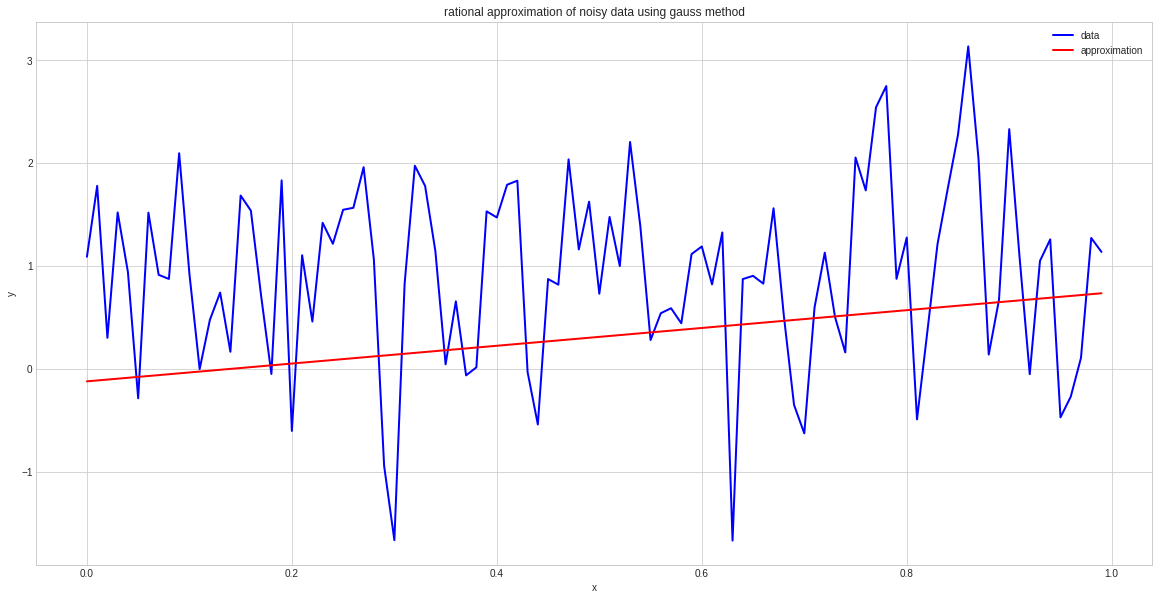 rational approximation of noisy data using gauss method
data
approximation
3
2
1
0
−1
y
0.0
0.2
0.4
0.6
0.8
1.0
x